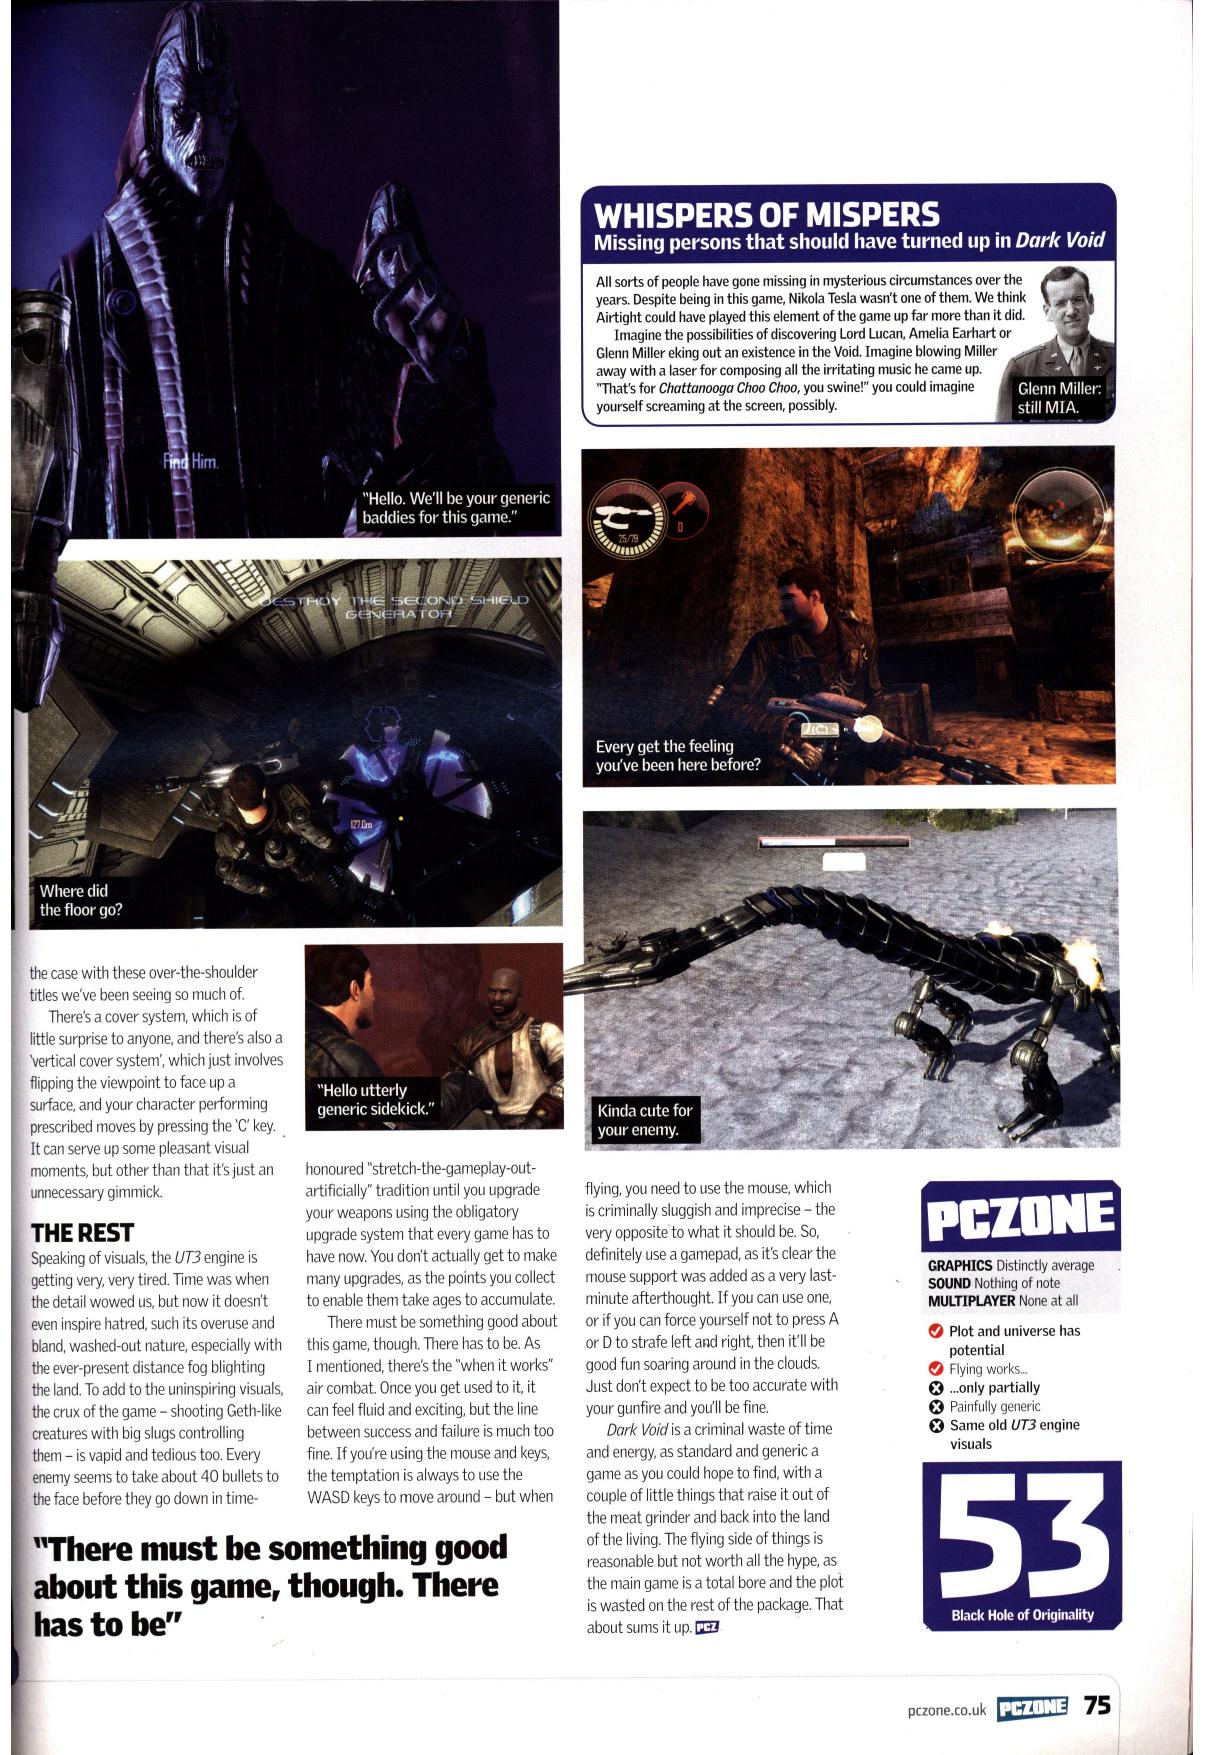 Find Him.
"Hello. We'll be your generic
baddies for this game."
DESTROY THE SECOND SHIELD
GENERATOR
127.0m
Where did
the floor go?
WHISPERS OF MISPERS
Missing persons that should have turned up in Dark Void
All sorts of people have gone missing in mysterious circumstances over the
years. Despite being in this game, Nikola Tesla wasn't one of them. We think
Airtight could have played this element of the game up far more than it did.
Imagine the possibilities of discovering Lord Lucan, Amelia Earhart or
Glenn Miller eking out an existence in the Void. Imagine blowing Miller
away with a laser for composing all the irritating music he came up.
"That's for Chattanooga Choo Choo, you swine!" you could imagine
yourself screaming at the screen, possibly.
Glenn Miller:
still MIA.
25/79
0
Every get the feeling
you've been here before?
Kinda cute for
your enemy.
"Hello utterly
generic sidekick."
the case with these over-the-shoulder
titles we've been seeing so much of.
There's a cover system, which is of
little surprise to anyone, and there's also a
'vertical cover system', which just involves
flipping the viewpoint to face up a
surface, and your character performing
prescribed moves by pressing the 'C' key.
It can serve up some pleasant visual
moments, but other than that it's just an
unnecessary gimmick.
THE REST
Speaking of visuals, the UT3 engine is
getting very, very tired. Time was when
the detail wowed us, but now it doesn't
even inspire hatred, such its overuse and
bland, washed-out nature, especially with
the ever-present distance fog blighting
the land. To add to the uninspiring visuals,
the crux of the game – shooting Geth-like
creatures with big slugs controlling
them – is vapid and tedious too. Every
enemy seems to take about 40 bullets to
the face before they go down in time-
honoured "stretch-the-gameplay-out-
artificially" tradition until you upgrade
your weapons using the obligatory
upgrade system that every game has to
have now. You don't actually get to make
many upgrades, as the points you collect
to enable them take ages to accumulate.
There must be something good about
this game, though. There has to be. As
I mentioned, there's the "when it works"
air combat. Once you get used to it, it
can feel fluid and exciting, but the line
between success and failure is much too
fine. If you're using the mouse and keys,
the temptation is always to use the
WASD keys to move around – but when
flying, you need to use the mouse, which
is criminally sluggish and imprecise – the
very opposite to what it should be. So,
definitely use a gamepad, as it's clear the
mouse support was added as a very last-
minute afterthought. If you can use one,
or if you can force yourself not to press A
or D to strafe left and right, then it'll be
good fun soaring around in the clouds.
Just don't expect to be too accurate with
your gunfire and you'll be fine.
Dark Void is a criminal waste of time
and energy, as standard and generic a
game as you could hope to find, with a
couple of little things that raise it out of
the meat grinder and back into the land
of the living. The flying side of things is
reasonable but not worth all the hype, as
the main game is a total bore and the plot
is wasted on the rest of the package. That
about sums it up. PCZ
"There must be something good
about this game, though. There
has to be"
PCZONE
GRAPHICS Distinctly average
SOUND Nothing of note
MULTIPLAYER None at all
Plot and universe has
potential
Flying works...
...only partially
Painfully generic
Same old UT3 engine
visuals
53
Black Hole of Originality
pczone.co.uk PCZONE 75